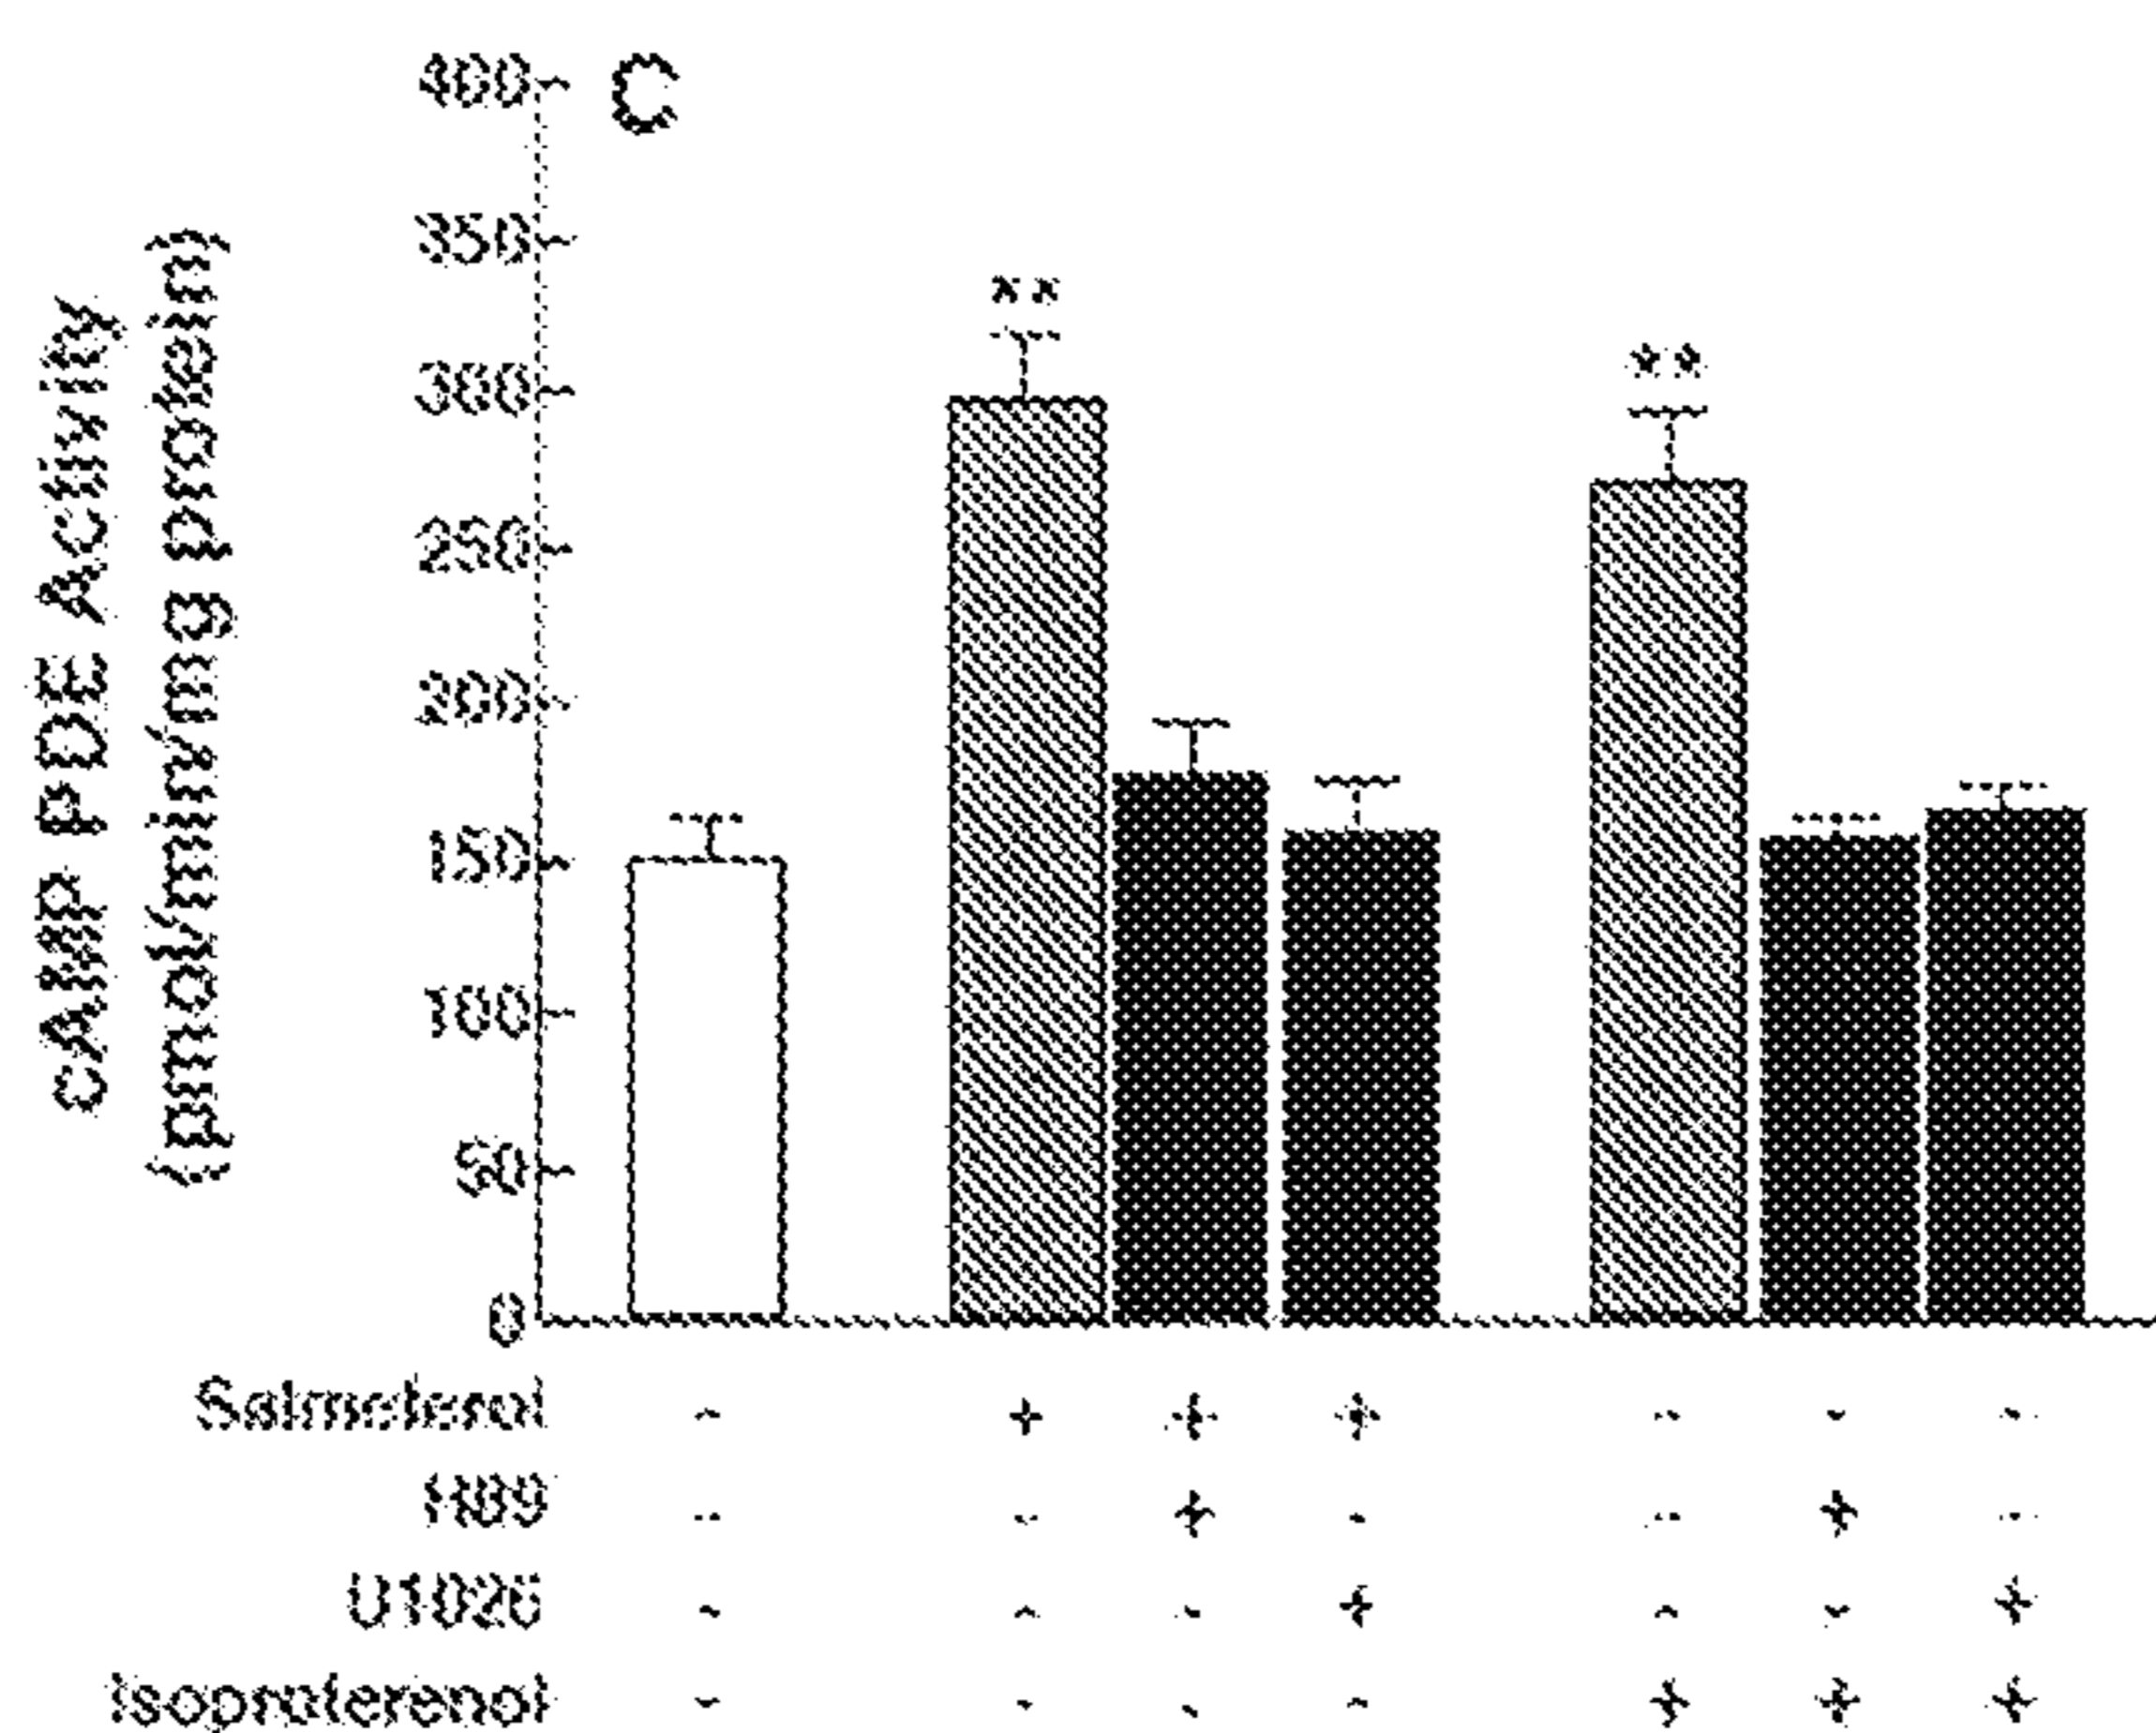 C
cAMP PDE Activity
(pmol/min/mg protein)
400
350
300
250
200
150
100
50
0
**
**
Salmeterol - + + + - - -
H89 - - + - - + -
U1026 - - - + - - +
Isoproterenol - - - - + + +